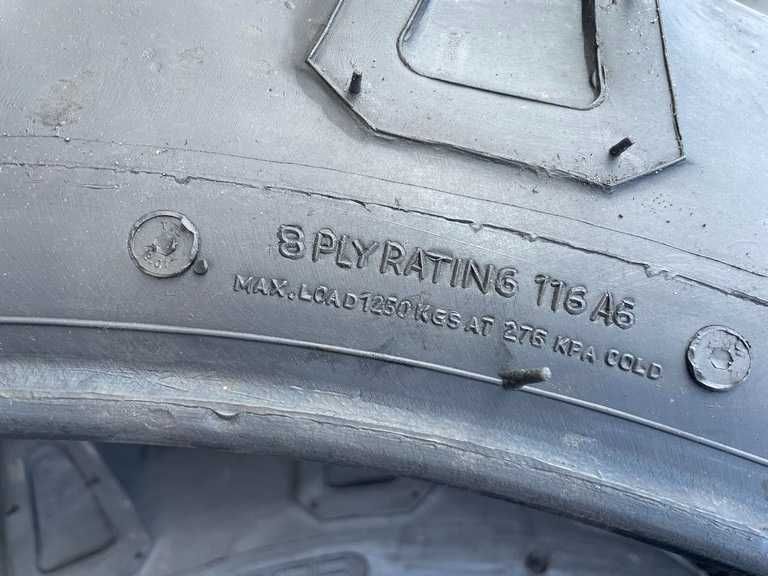 8 PLY RATING 116 A6
MAX. LOAD 1250 KGS AT 276 KPA COLD